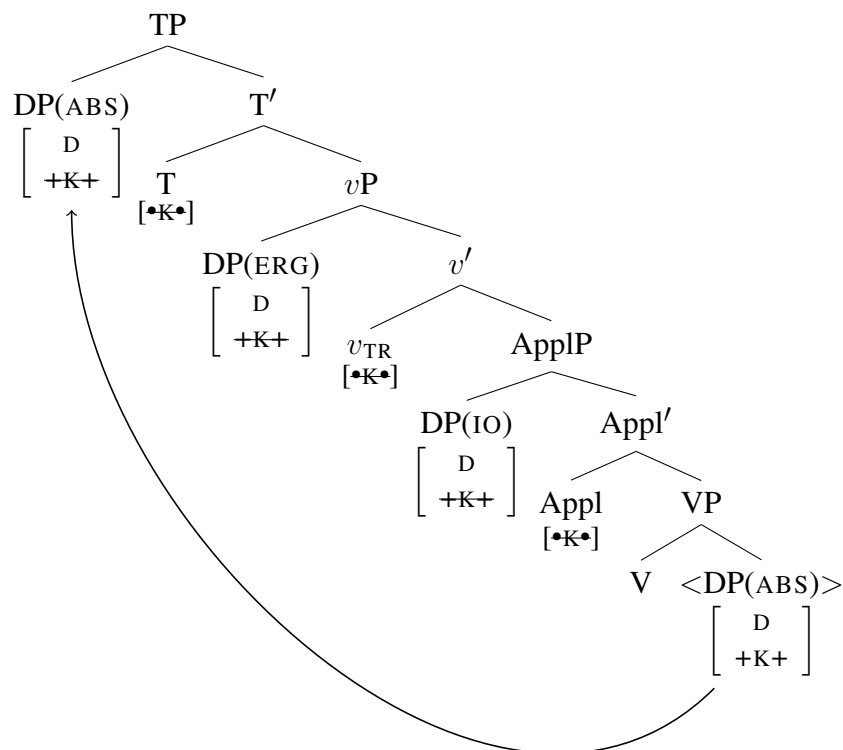 TP
DP(ABS) T′
D
+K+
T vP
[•K•]
DP(ERG) v′
D
+K+
vTR ApplP
[•K•]
DP(IO) Appl′
D
+K+
Appl VP
[•K•]
V <DP(ABS)>
D
+K+